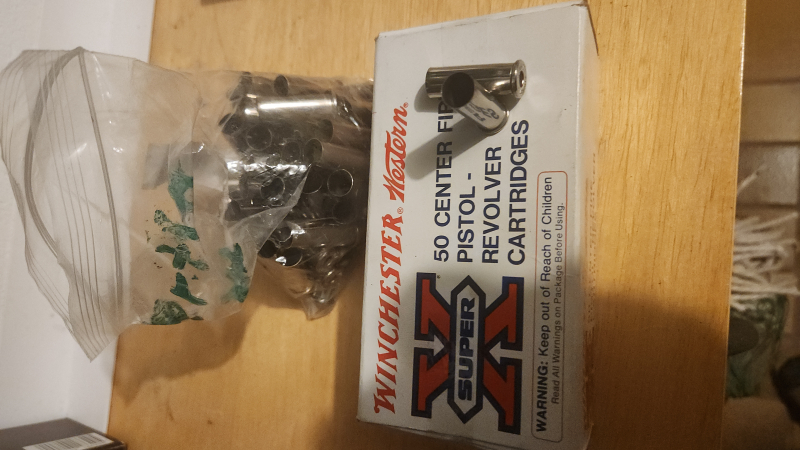 WINCHESTER® Western®
50 CENTER FIR
PISTOL -
REVOLVER
CARTRIDGES
SUPER X
WARNING: Keep out of Reach of Children
Read All Warnings on Package Before Using.